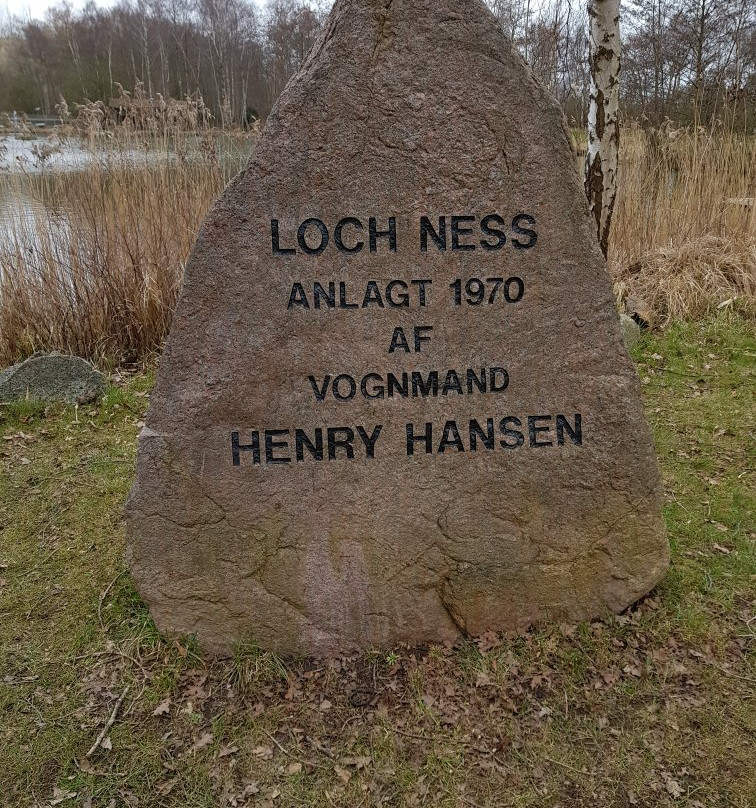 LOCH NESS
ANLAGT 1970
AF
VOGNMAND
HENRY HANSEN